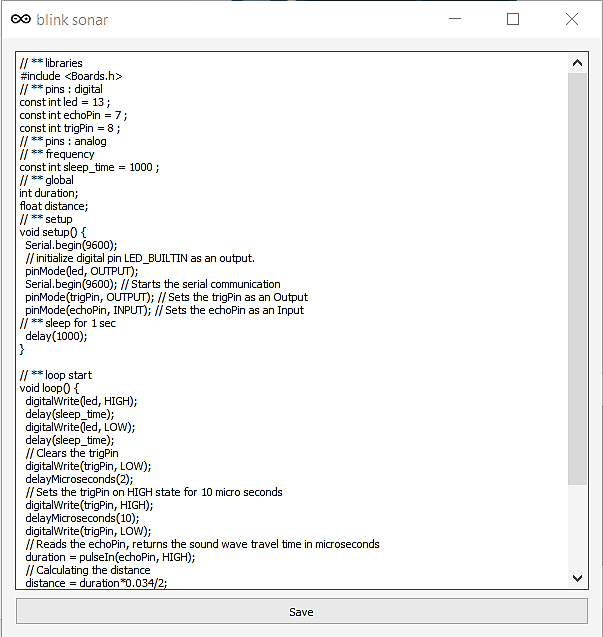 blink sonar
// ** libraries
#include <Boards.h>
// ** pins : digital
const int led = 13 ;
const int echoPin = 7 ;
const int trigPin = 8 ;
// ** pins : analog
// ** frequency
const int sleep_time = 1000 ;
// ** global
int duration;
float distance;
// ** setup
void setup() {
  Serial.begin(9600);
  // initialize digital pin LED_BUILTIN as an output.
  pinMode(led, OUTPUT);
  Serial.begin(9600); // Starts the serial communication
  pinMode(trigPin, OUTPUT); // Sets the trigPin as an Output
  pinMode(echoPin, INPUT); // Sets the echoPin as an Input
// ** sleep for 1 sec
  delay(1000);
}

// ** loop start
void loop() {
  digitalWrite(led, HIGH);
  delay(sleep_time);
  digitalWrite(led, LOW);
  delay(sleep_time);
  // Clears the trigPin
  digitalWrite(trigPin, LOW);
  delayMicroseconds(2);
  // Sets the trigPin on HIGH state for 10 micro seconds
  digitalWrite(trigPin, HIGH);
  delayMicroseconds(10);
  digitalWrite(trigPin, LOW);
  // Reads the echoPin, returns the sound wave travel time in microseconds
  duration = pulseIn(echoPin, HIGH);
  // Calculating the distance
  distance = duration*0.034/2;
Save